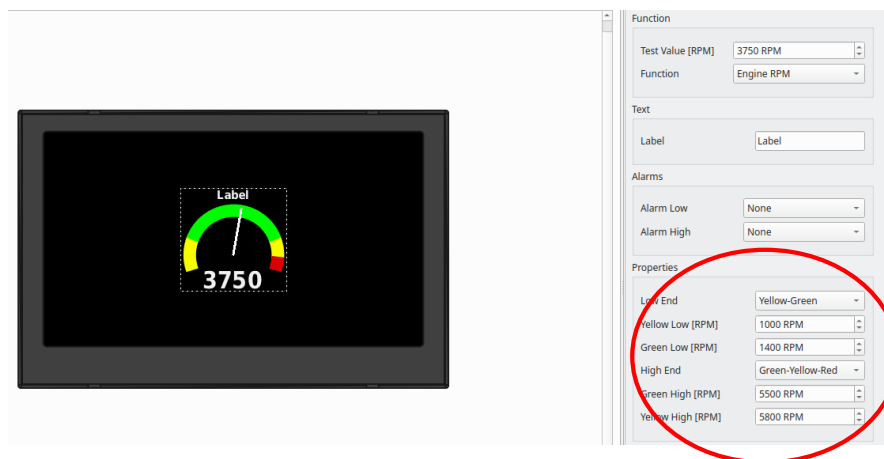 Function
Test Value [RPM] 3750 RPM
Function Engine RPM
Text
Label Label
Alarms
Alarm Low None
Alarm High None
Properties
Low End Yellow-Green
Yellow Low [RPM] 1000 RPM
Green Low [RPM] 1400 RPM
High End Green-Yellow-Red
Green High [RPM] 5500 RPM
Yellow High [RPM] 5800 RPM
Label
3750